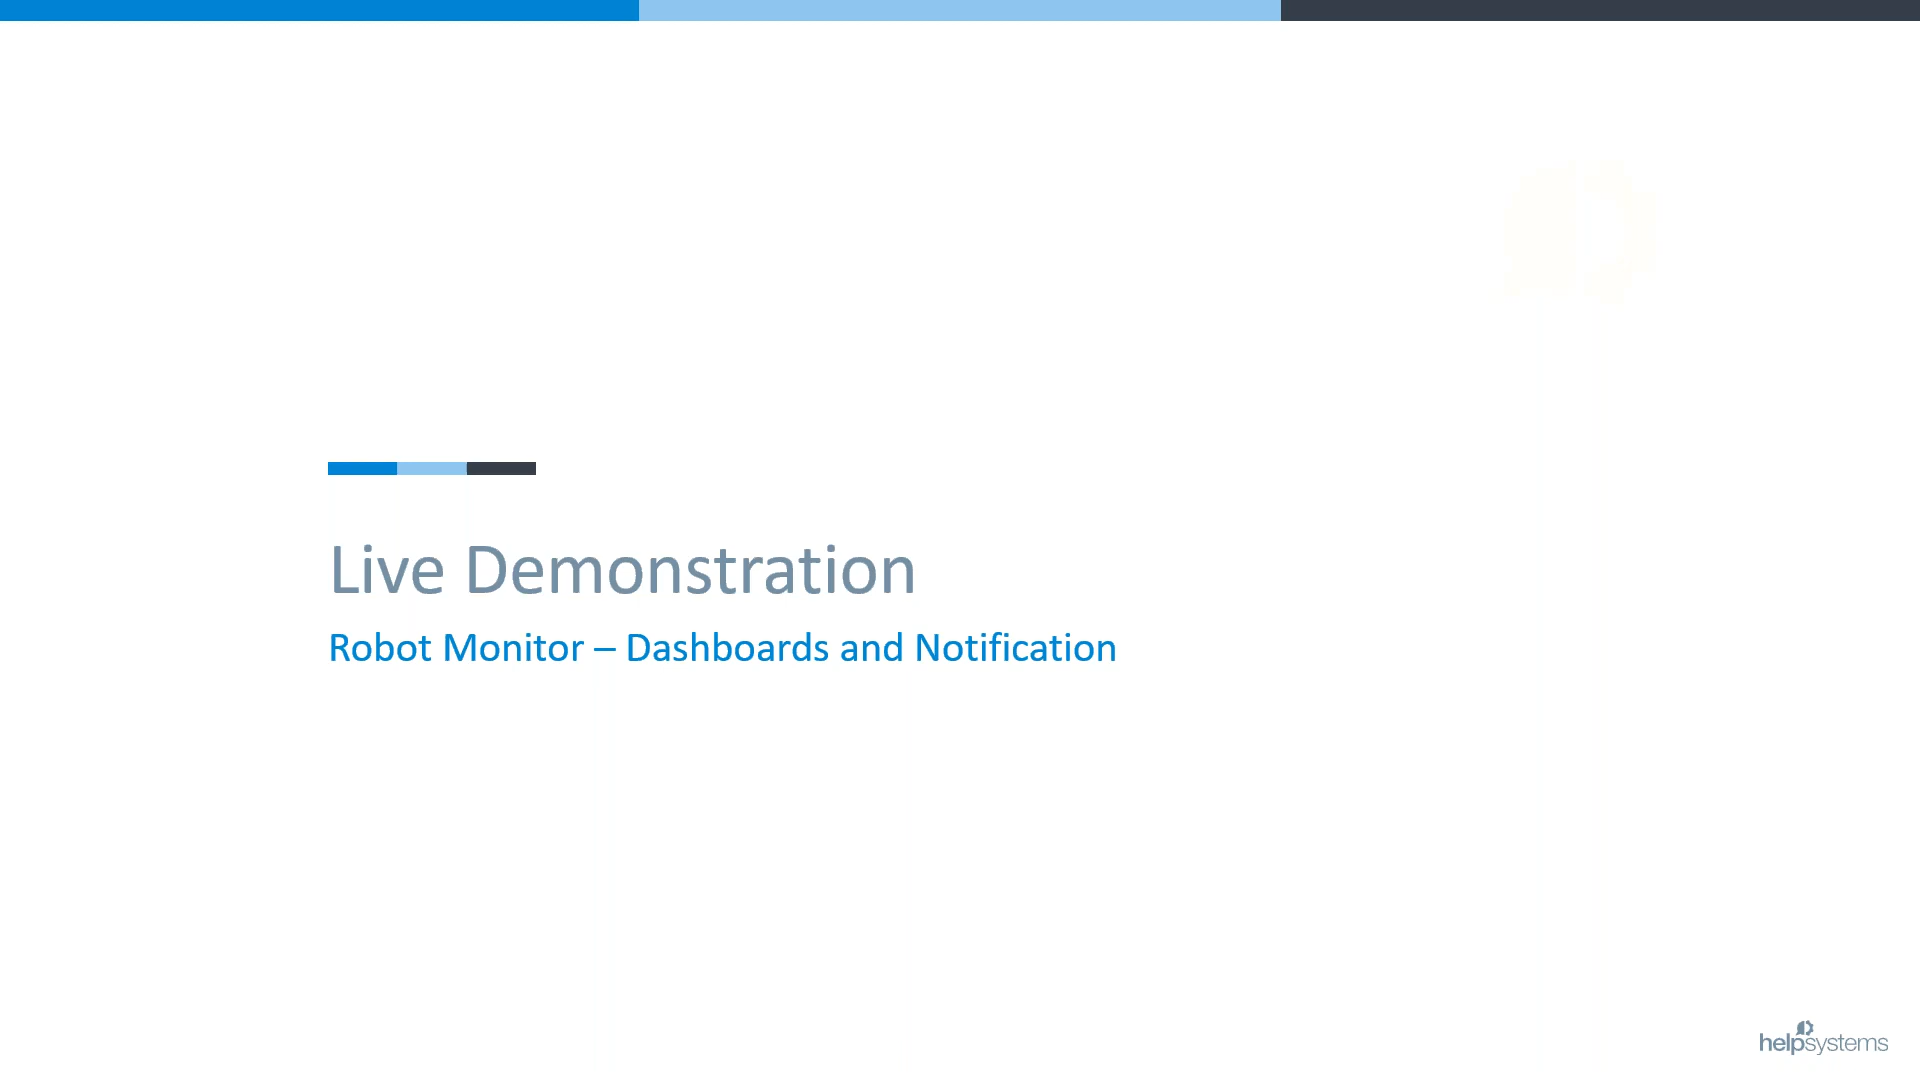 Live Demonstration
Robot Monitor – Dashboards and Notification
helpsystems